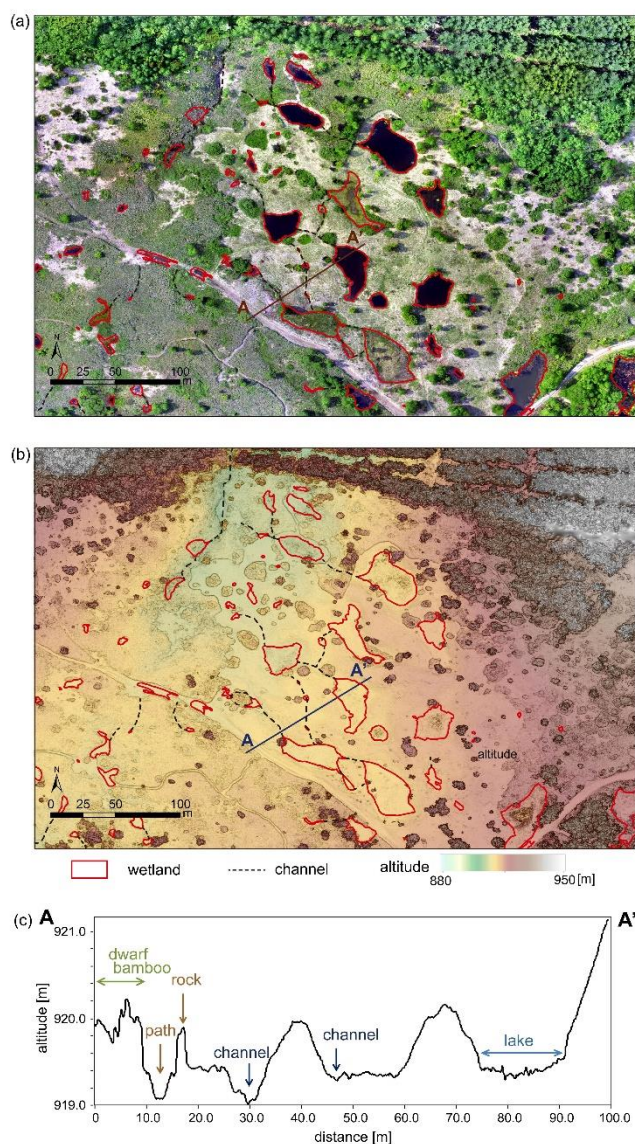 (a)
A'
A
N
0 25 50 100
m
(b)
A'
A
altitude
N
0 25 50 100
m
wetland channel altitude
880 950 [m]
(c) A A'
921.0
dwarf
bamboo
rock
920.0
path
channel
channel
lake
919.0
altitude [m]
0 10.0 20.0 30.0 40.0 50.0 60.0 70.0 80.0 90.0 100.0
distance [m]